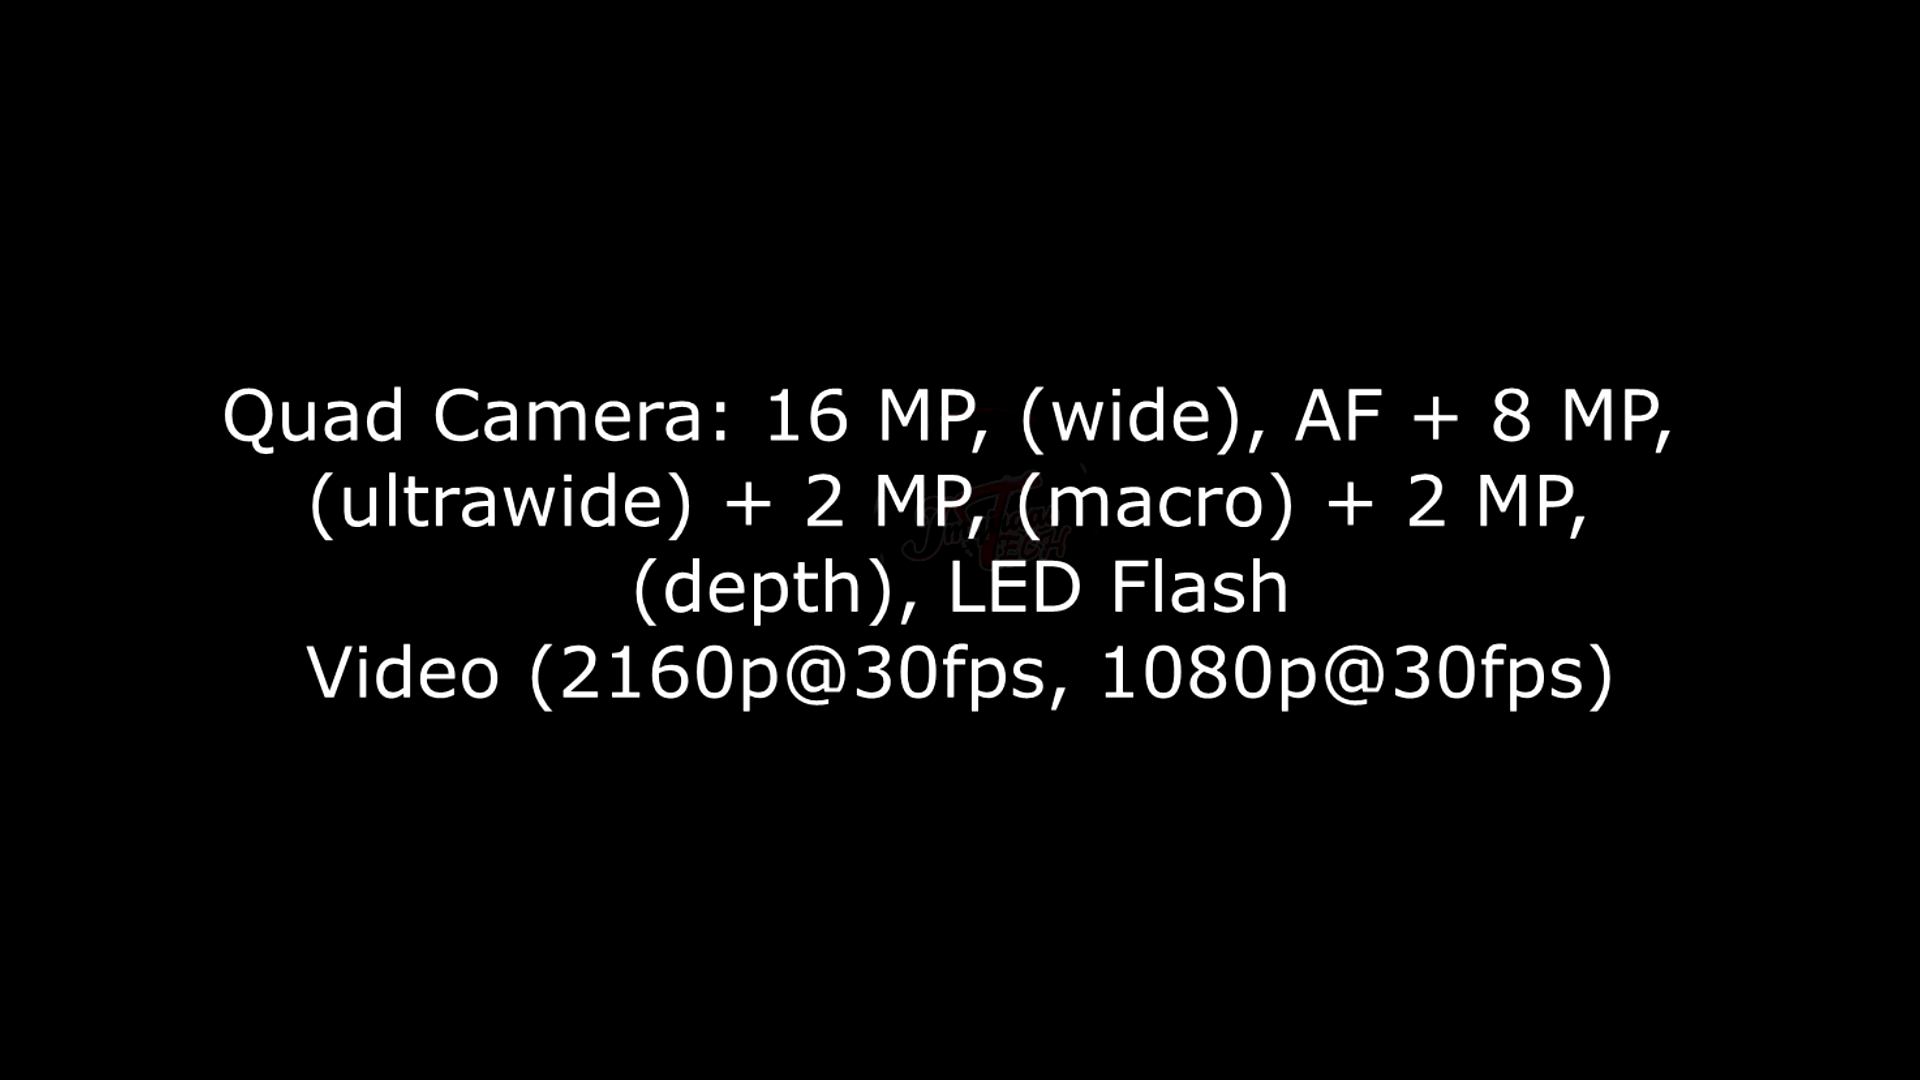 Quad Camera: 16 MP, (wide), AF + 8 MP,
(ultrawide) + 2 MP, (macro) + 2 MP,
(depth), LED Flash
Video (2160p@30fps, 1080p@30fps)